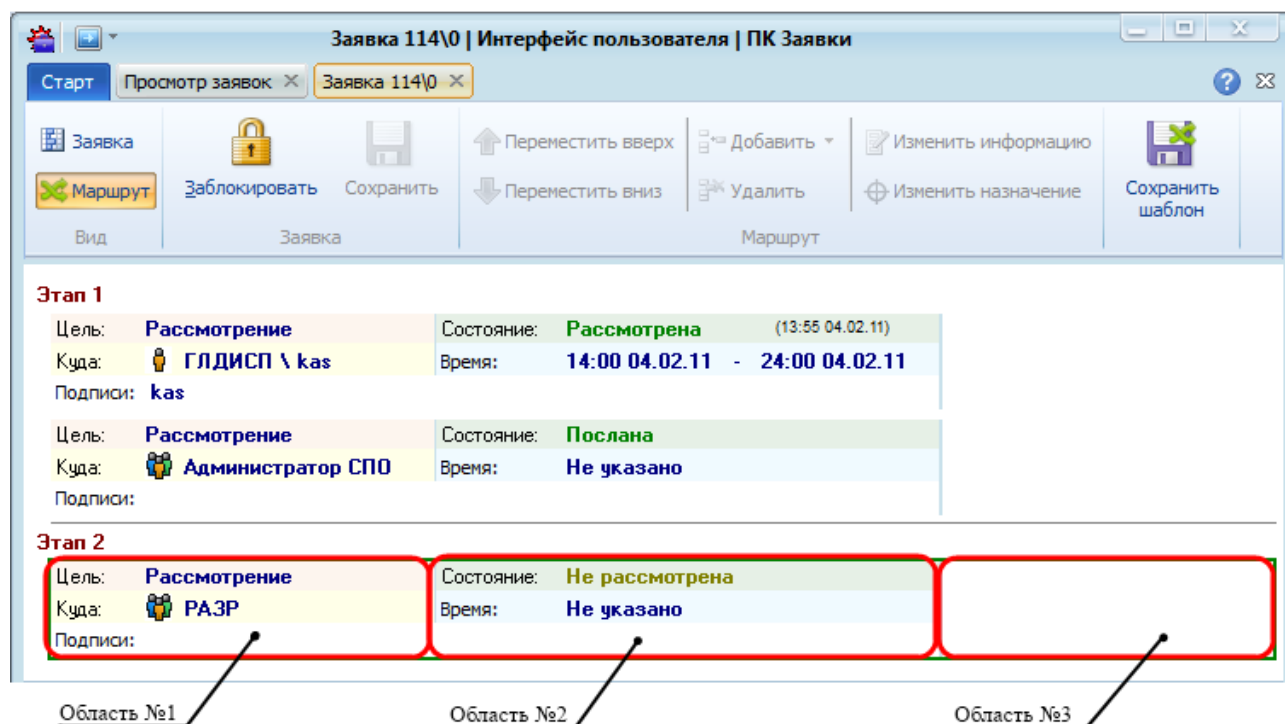 Заявка 114\0 | Интерфейс пользователя | ПК Заявки
Старт Просмотр заявок Заявка 114\0
Заявка Переместить вверх Добавить Изменить информацию
Маршрут Заблокировать Сохранить Переместить вниз Удалить Изменить назначение Сохранить шаблон
Вид Заявка Маршрут
Этап 1
Цель: Рассмотрение Состояние: Рассмотрена (13:55 04.02.11)
Куда: ГЛДИСП \ kas Время: 14:00 04.02.11 - 24:00 04.02.11
Подписи: kas
Цель: Рассмотрение Состояние: Послана
Куда: Администратор СПО Время: Не указано
Подписи:
Этап 2
Цель: Рассмотрение Состояние: Не рассмотрена
Куда: РАЗР Время: Не указано
Подписи:
Область №1 Область №2 Область №3